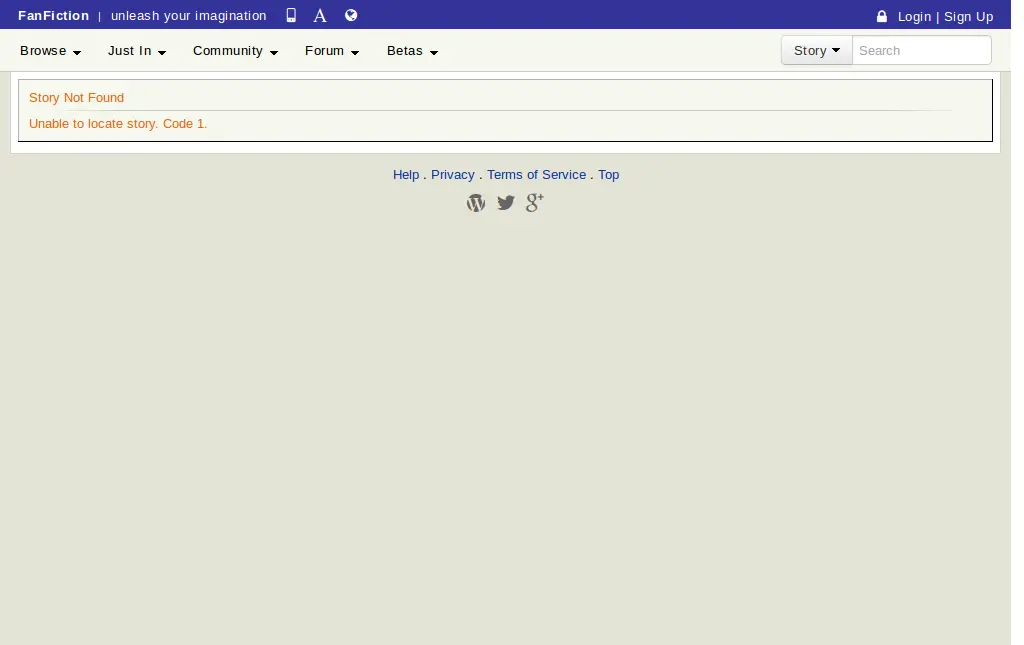 FanFiction | unleash your imagination A Login | Sign Up
Browse Just In Community Forum Betas Story Search
Story Not Found
Unable to locate story. Code 1.
Help . Privacy . Terms of Service . Top